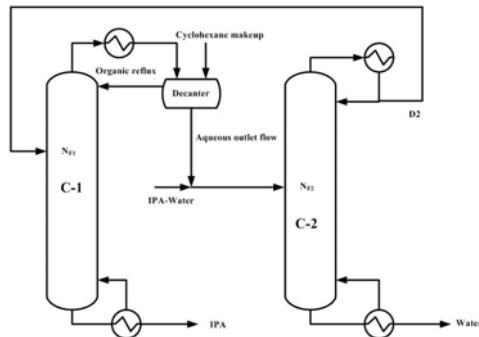 Cyclohexane makeup
Organic reflux
Decanter
D2
Aqueous outlet flow
N_F1
C-1
IPA-Water
N_F2
C-2
IPA
Water